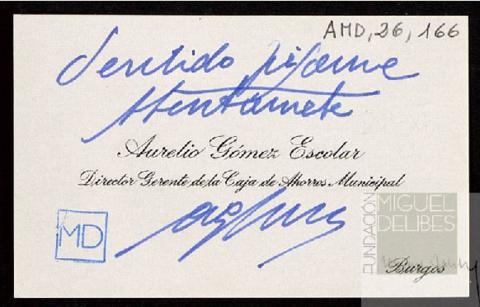 AMD, 26, 166
Sentido pésame
Atentamente
Aurelio Gómez Escolar
Director Gerente de la Caja de Ahorros Municipal
MD
FUNDACIÓN
MIGUEL
DELIBES
Burgos